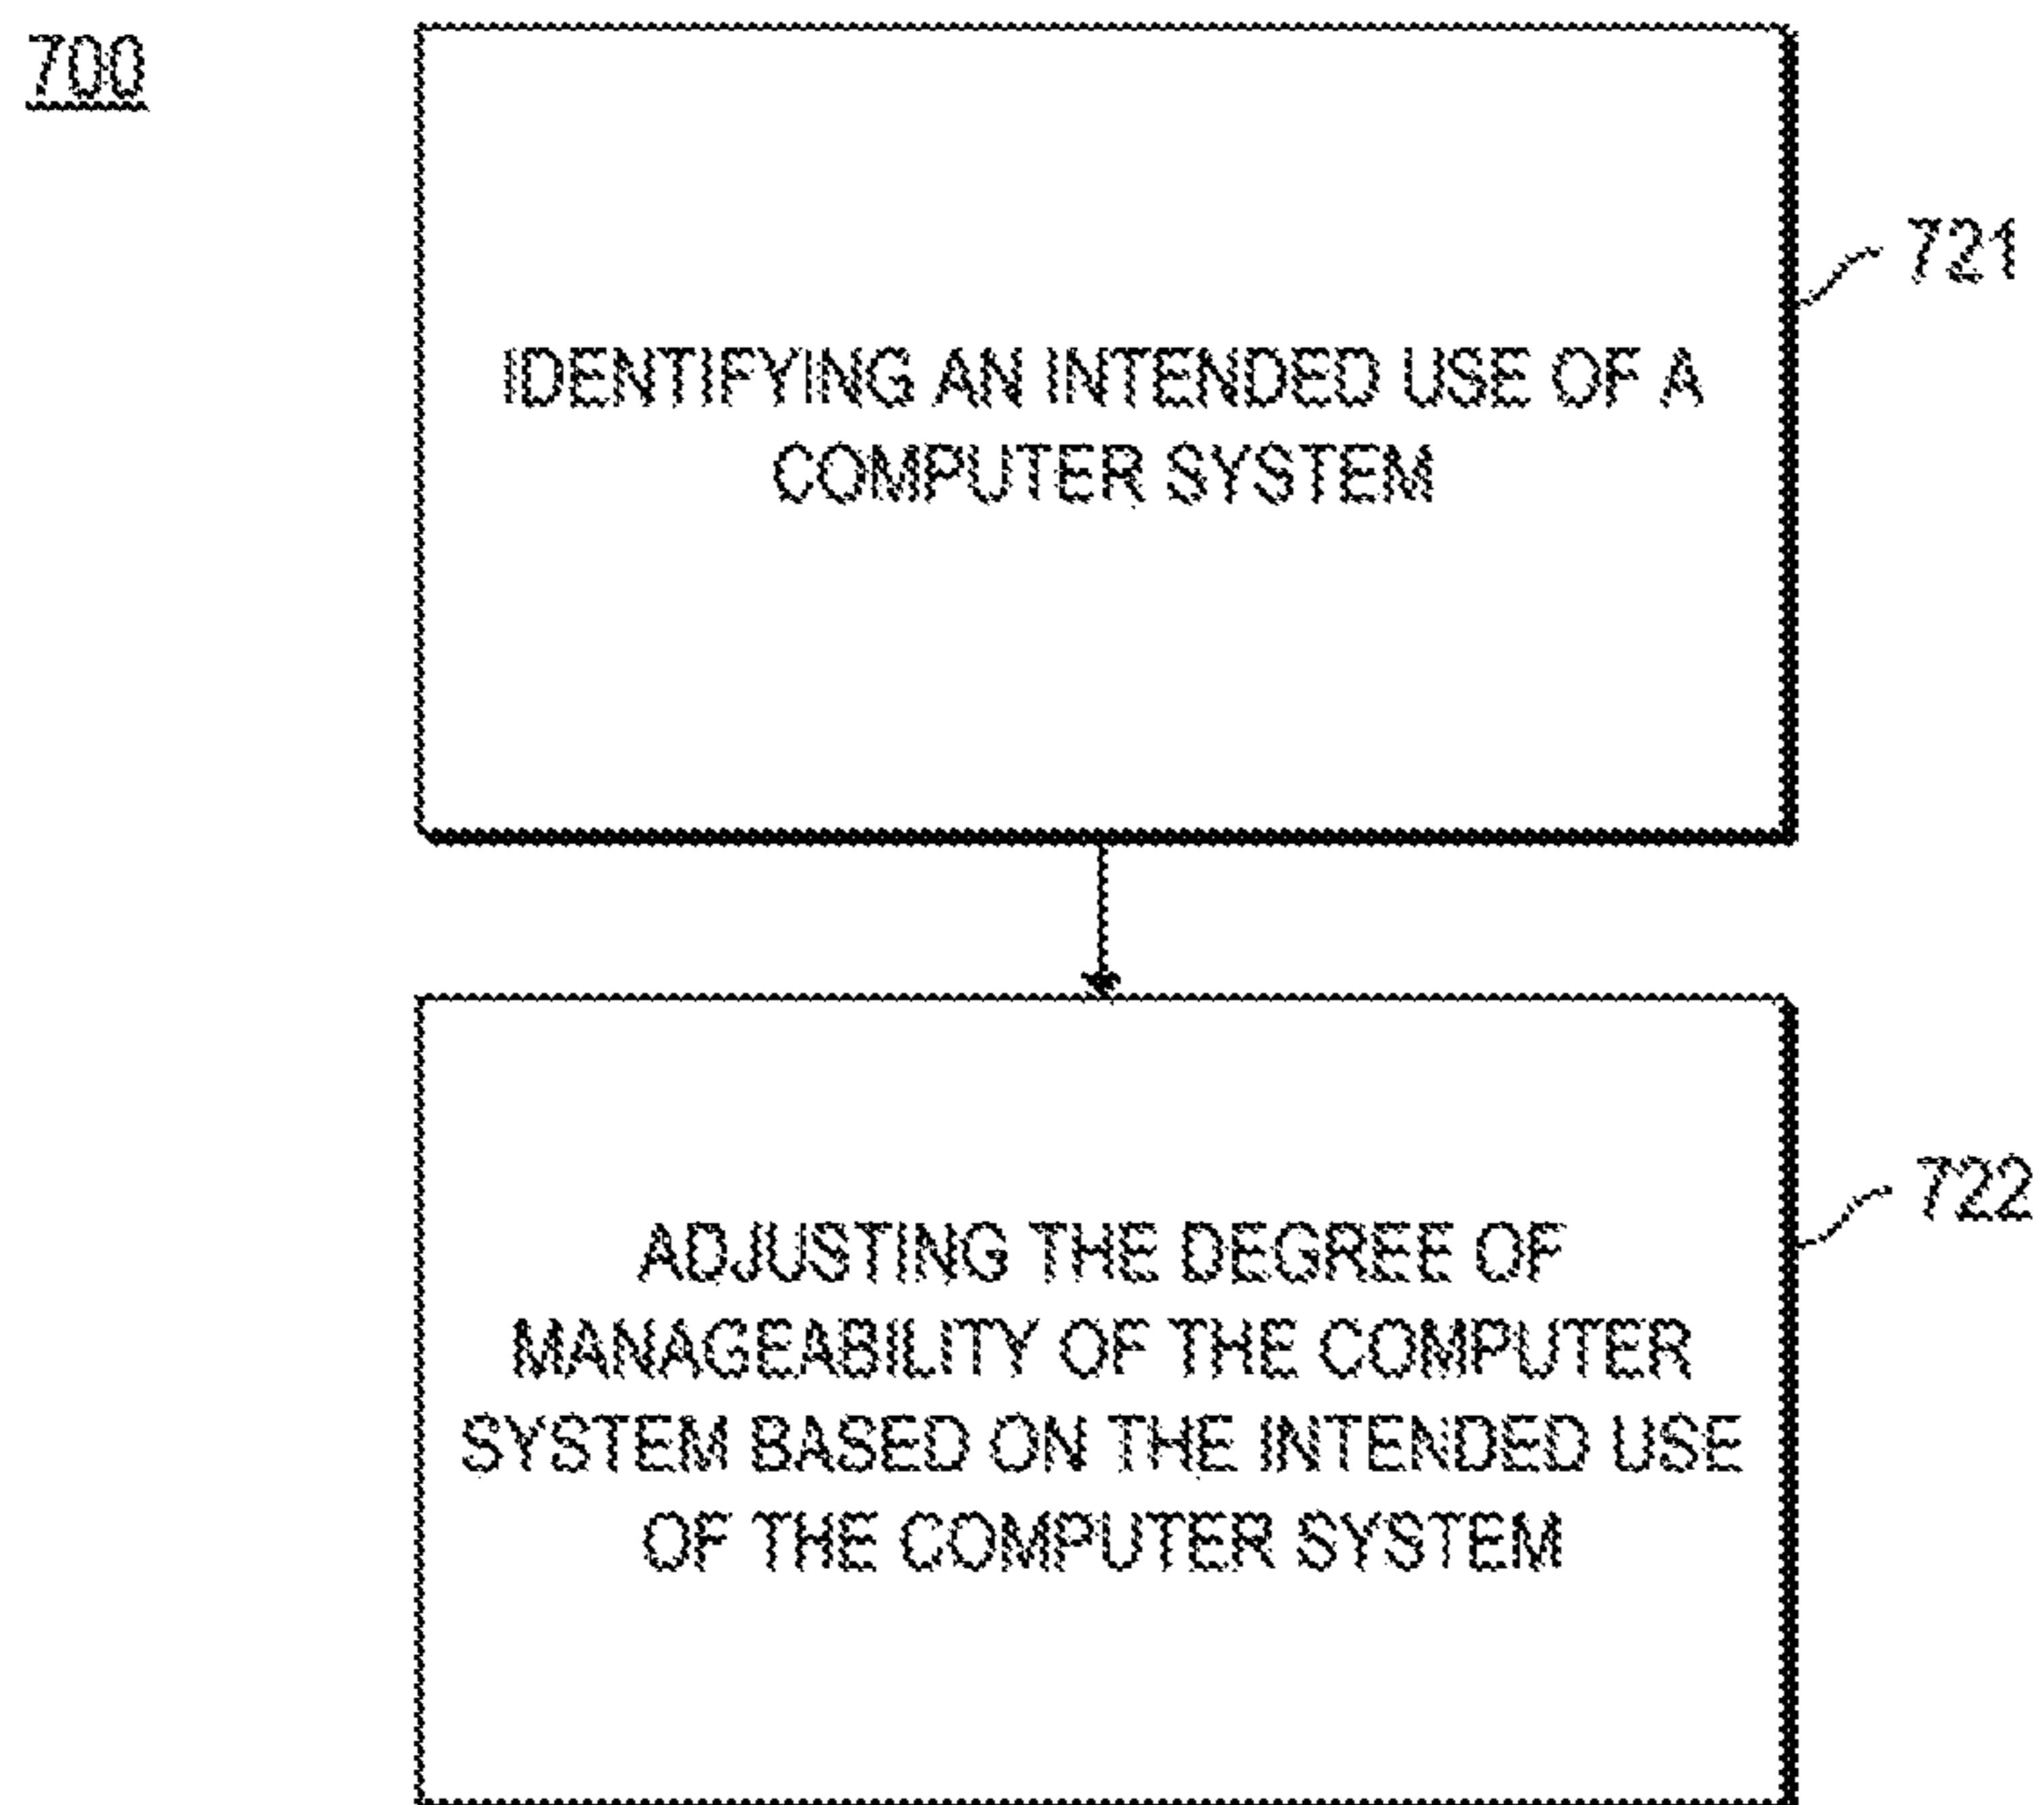 700
721
IDENTIFYING AN INTENDED USE OF A
COMPUTER SYSTEM
722
ADJUSTING THE DEGREE OF
MANAGEABILITY OF THE COMPUTER
SYSTEM BASED ON THE INTENDED USE
OF THE COMPUTER SYSTEM